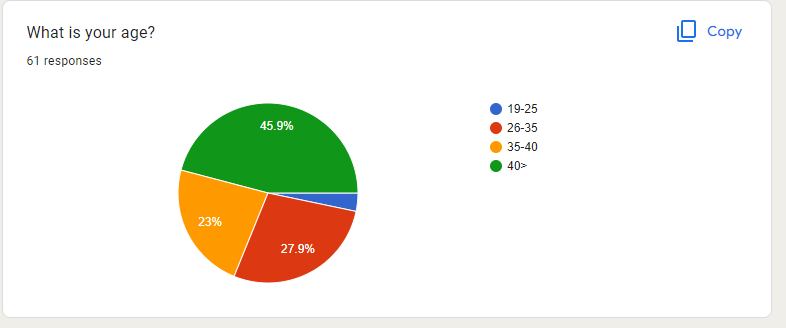 What is your age?
Copy
61 responses
45.9%
23%
27.9%
19-25
26-35
35-40
40>